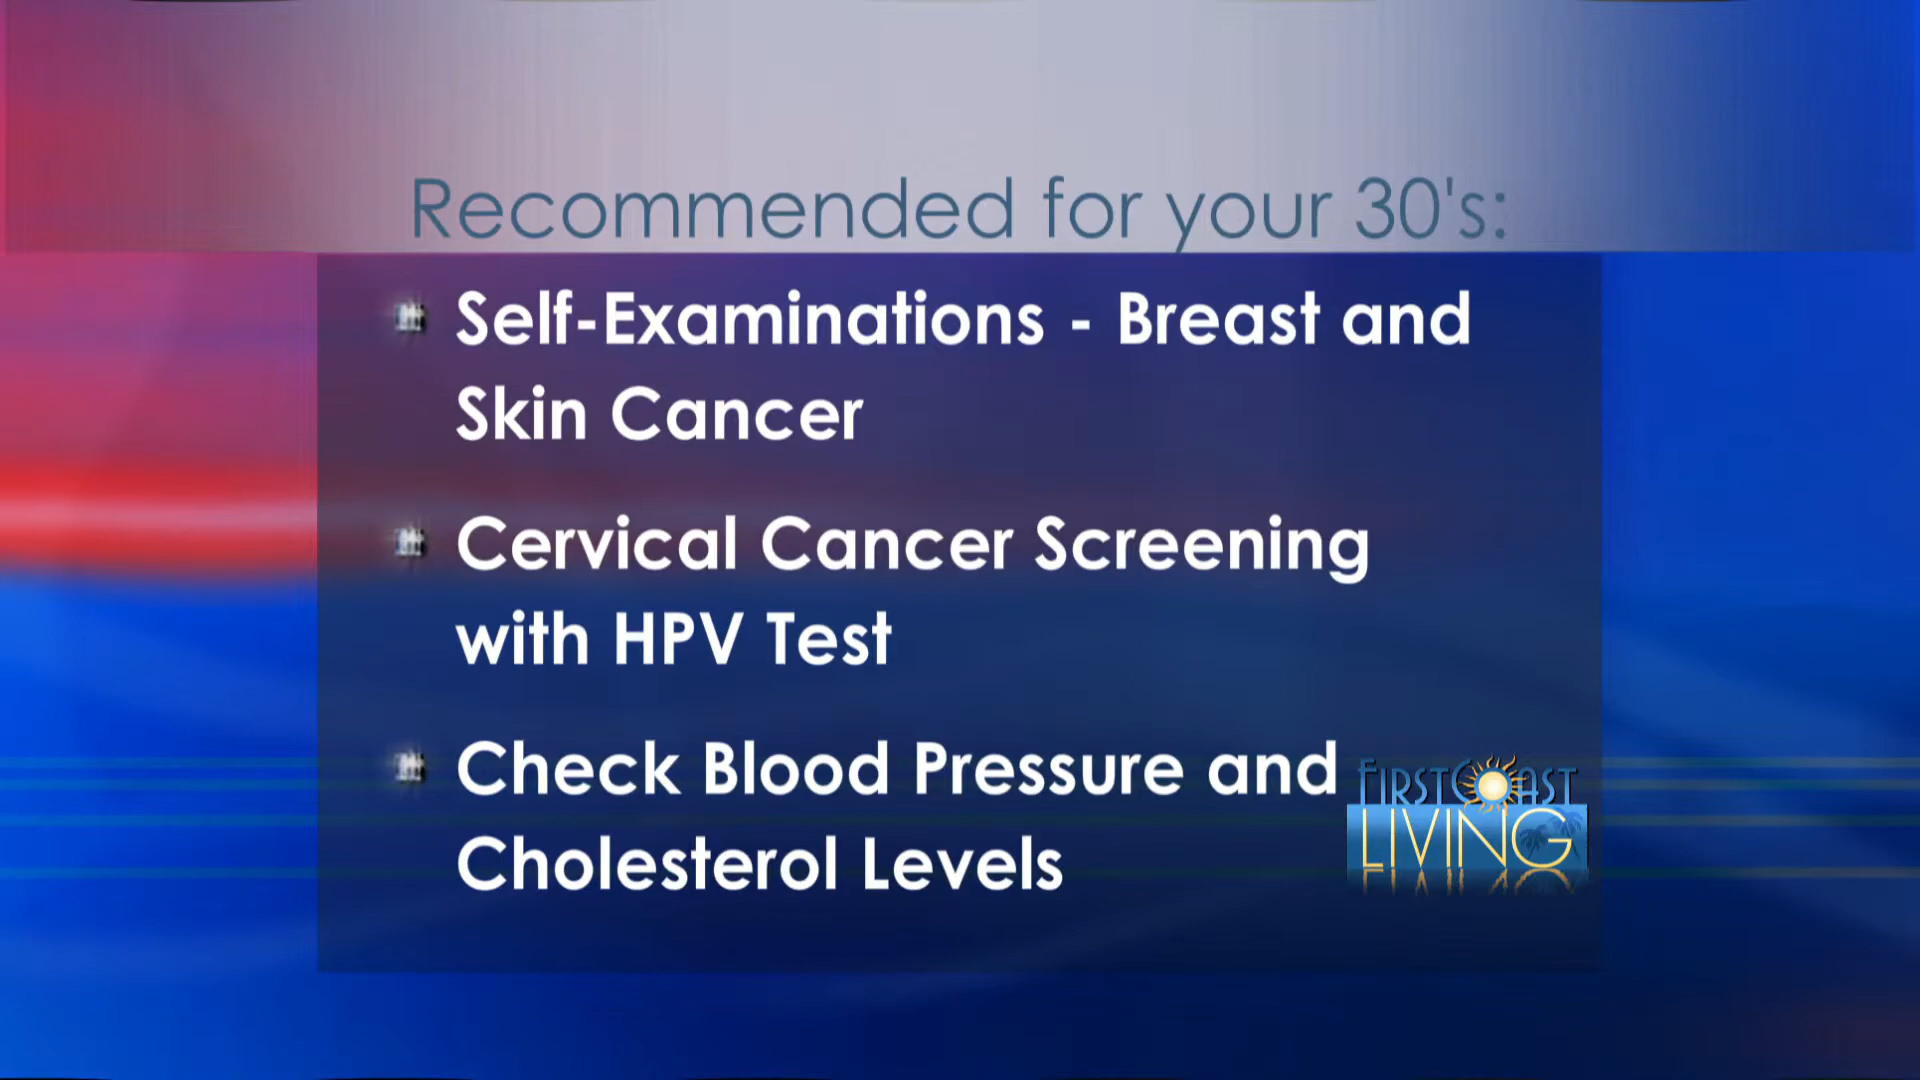 Recommended for your 30's:
Self-Examinations - Breast and
Skin Cancer
Cervical Cancer Screening
with HPV Test
Check Blood Pressure and
Cholesterol Levels
FIRST COAST
LIVING